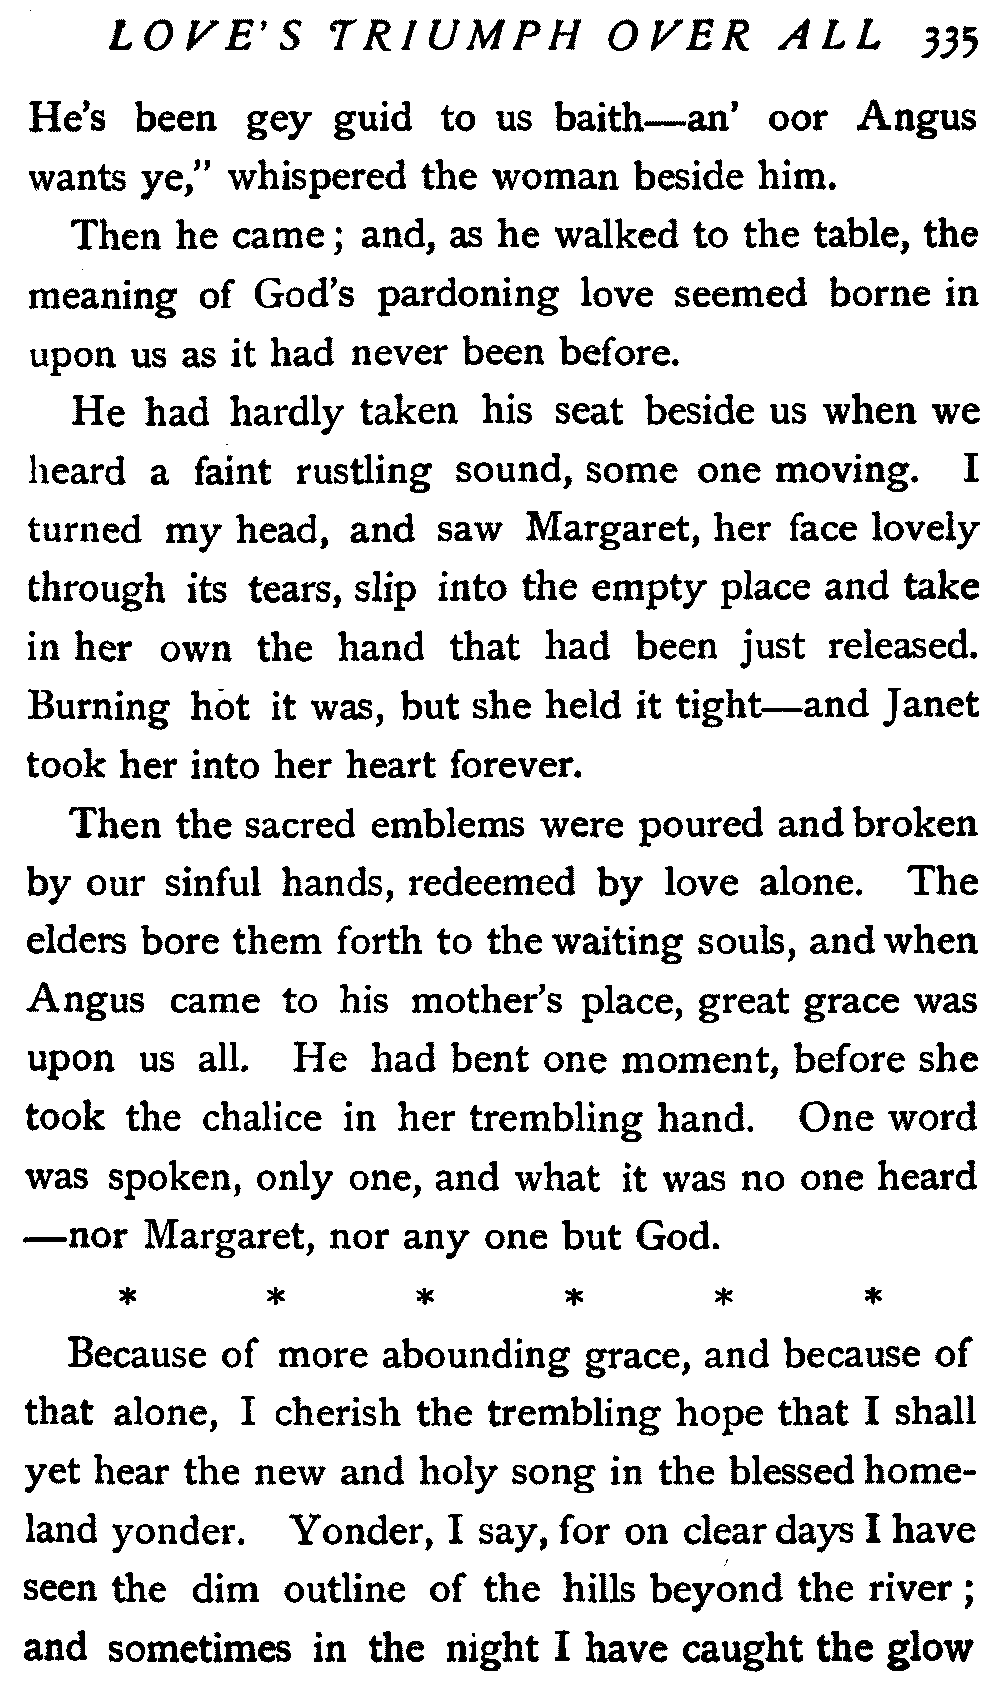 LOVE'S TRIUMPH OVER ALL 335
He's been gey guid to us baith—an' oor Angus
wants ye," whispered the woman beside him.
Then he came; and, as he walked to the table, the
meaning of God's pardoning love seemed borne in
upon us as it had never been before.
He had hardly taken his seat beside us when we
heard a faint rustling sound, some one moving. I
turned my head, and saw Margaret, her face lovely
through its tears, slip into the empty place and take
in her own the hand that had been just released.
Burning hot it was, but she held it tight—and Janet
took her into her heart forever.
Then the sacred emblems were poured and broken
by our sinful hands, redeemed by love alone. The
elders bore them forth to the waiting souls, and when
Angus came to his mother's place, great grace was
upon us all. He had bent one moment, before she
took the chalice in her trembling hand. One word
was spoken, only one, and what it was no one heard
—nor Margaret, nor any one but God.
* * * * * *
Because of more abounding grace, and because of
that alone, I cherish the trembling hope that I shall
yet hear the new and holy song in the blessed home-
land yonder. Yonder, I say, for on clear days I have
seen the dim outline of the hills beyond the river;
and sometimes in the night I have caught the glow